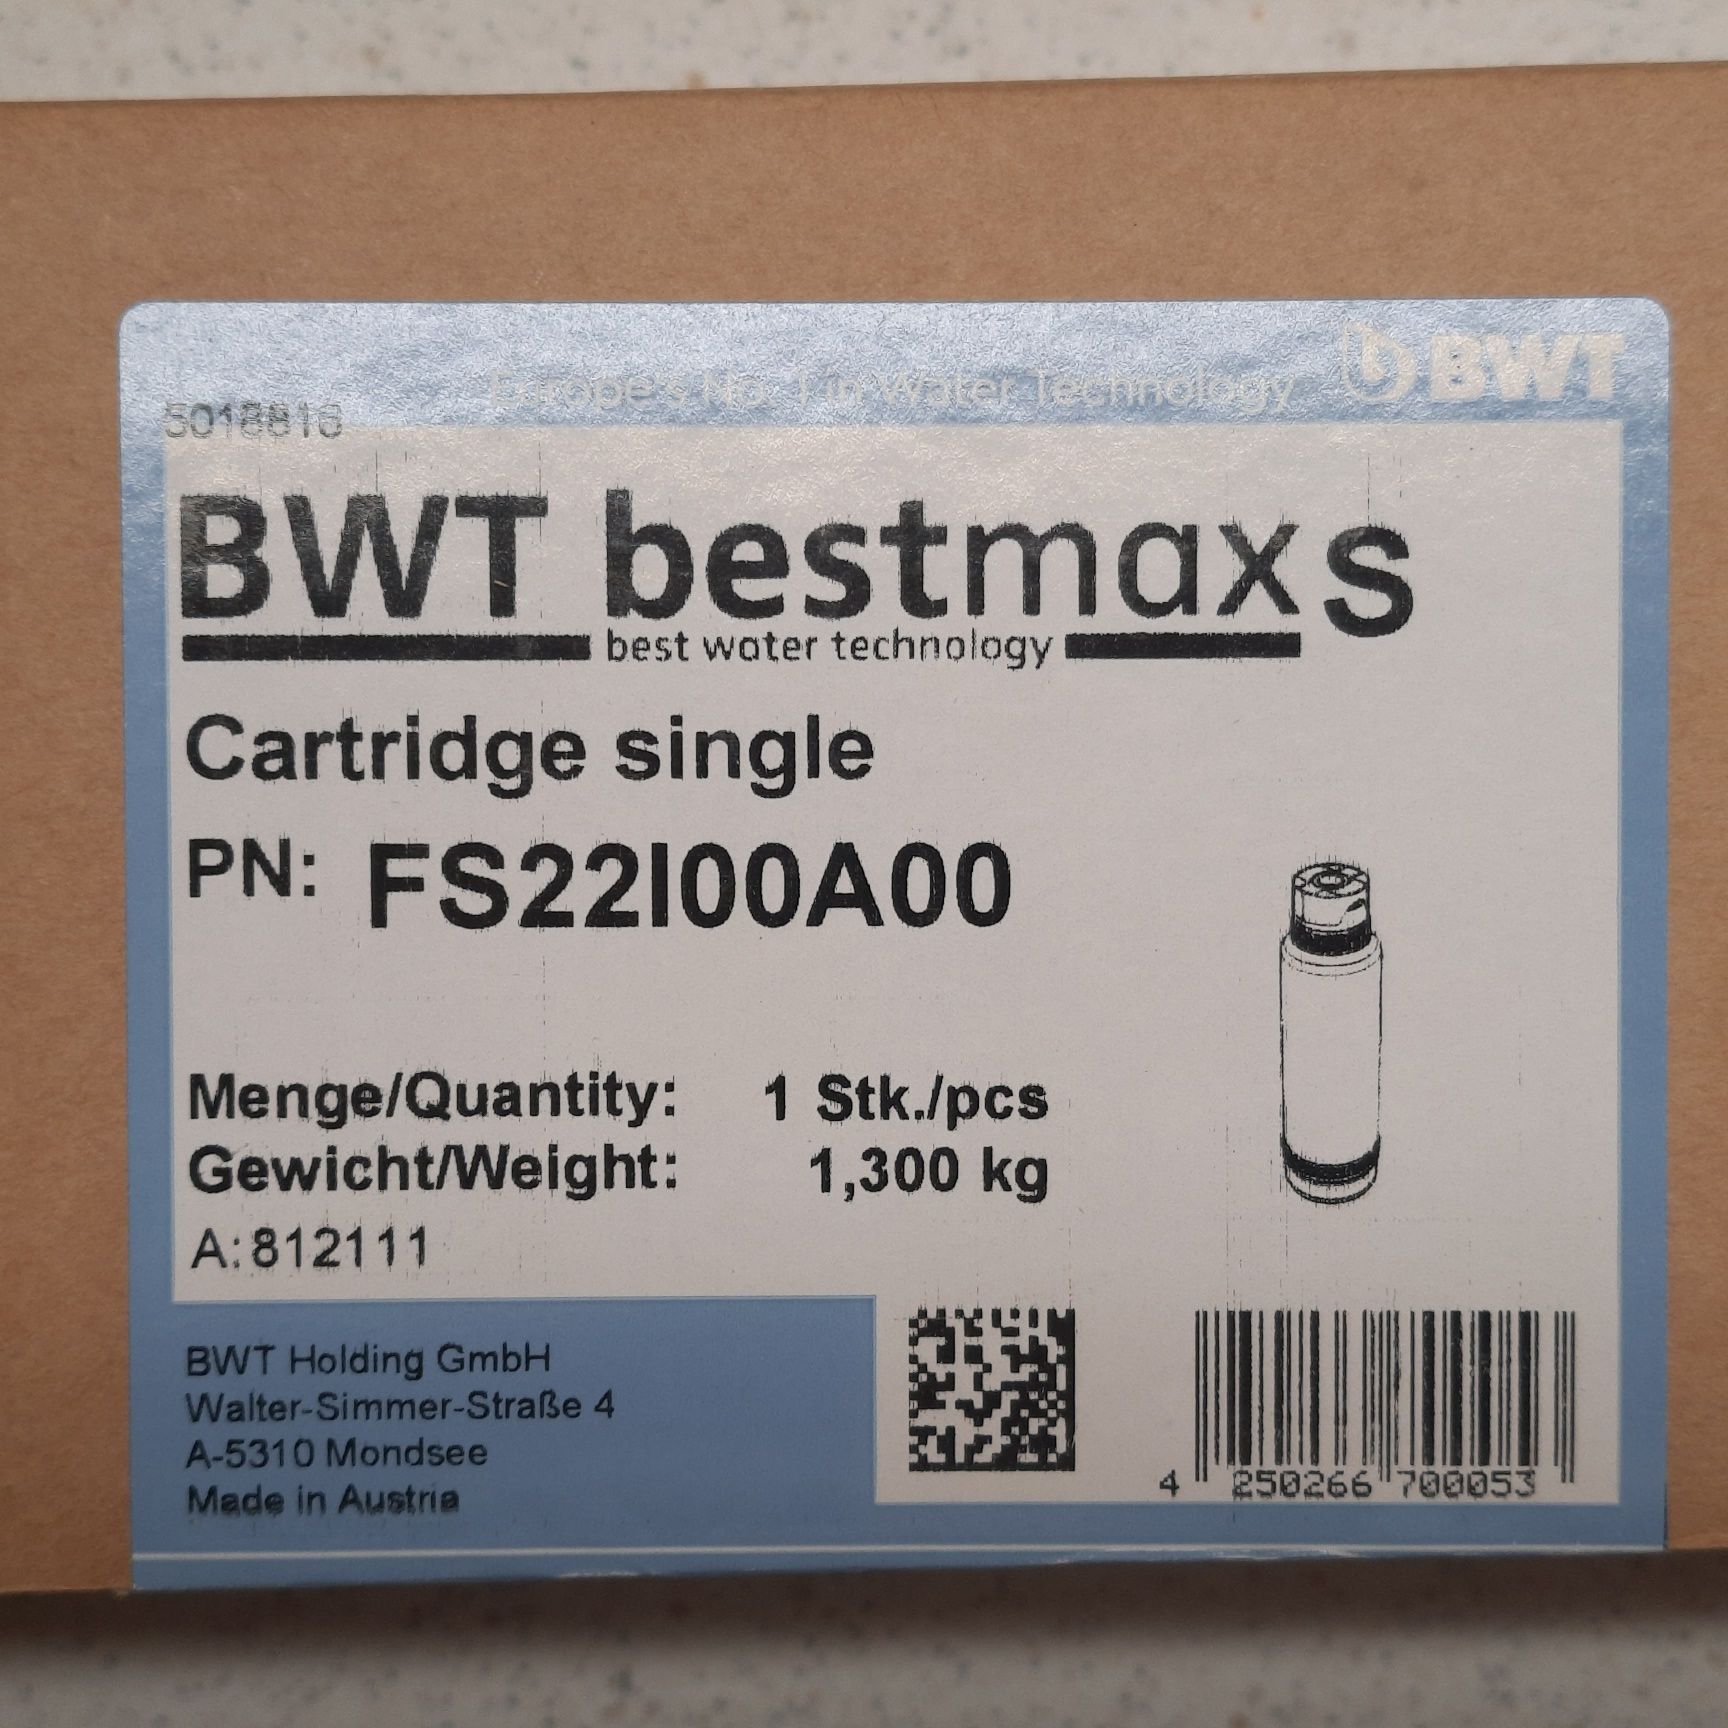 Europe's No. 1 in Water Technology BWT
5018818
BWT bestmax s
best water technology
Cartridge single
PN: FS22I00A00
Menge/Quantity: 1 Stk./pcs
Gewicht/Weight: 1,300 kg
A:812111
BWT Holding GmbH
Walter-Simmer-Straße 4
A-5310 Mondsee
Made in Austria
4 250266 700053